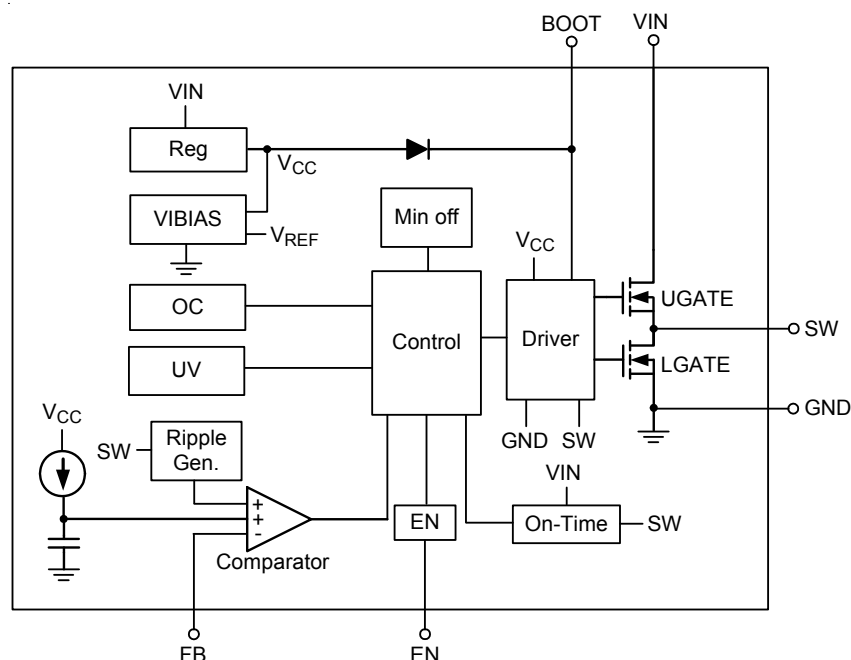 BOOT VIN
VIN
Reg
VCC
VIBIAS
VREF
Min off
VCC
OC
UV
Control
Driver
UGATE
LGATE
SW
GND
GND SW
VCC
SW
Ripple
Gen.
+
+
-
Comparator
EN
VIN
On-Time
SW
FB
EN